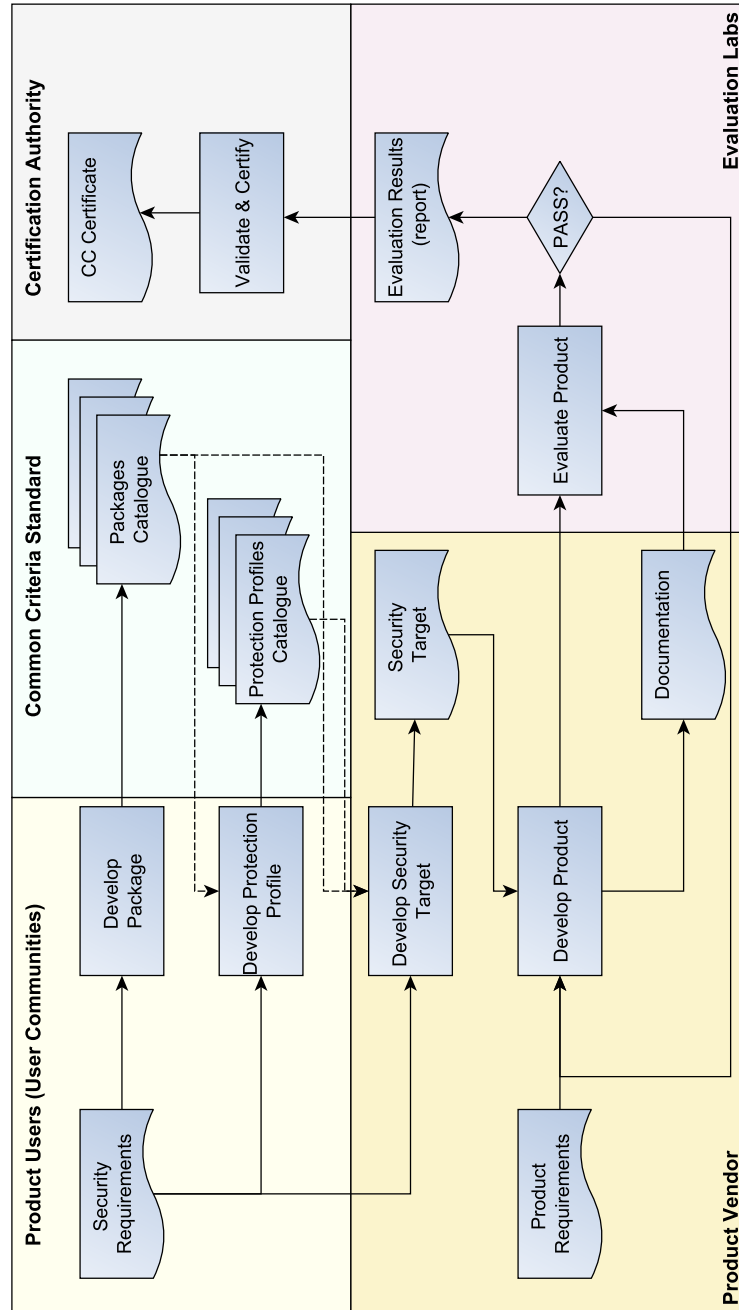 Product Users (User Communities)
Common Criteria Standard
Certification Authority
Security
Requirements
Develop
Package
Packages
Catalogue
CC Certificate
Develop Protection
Profile
Protection Profiles
Catalogue
Validate & Certify
Develop Security
Target
Security
Target
Evaluation Results
(report)
Product
Requirements
Develop Product
Evaluate Product
PASS?
Documentation
Product Vendor
Evaluation Labs